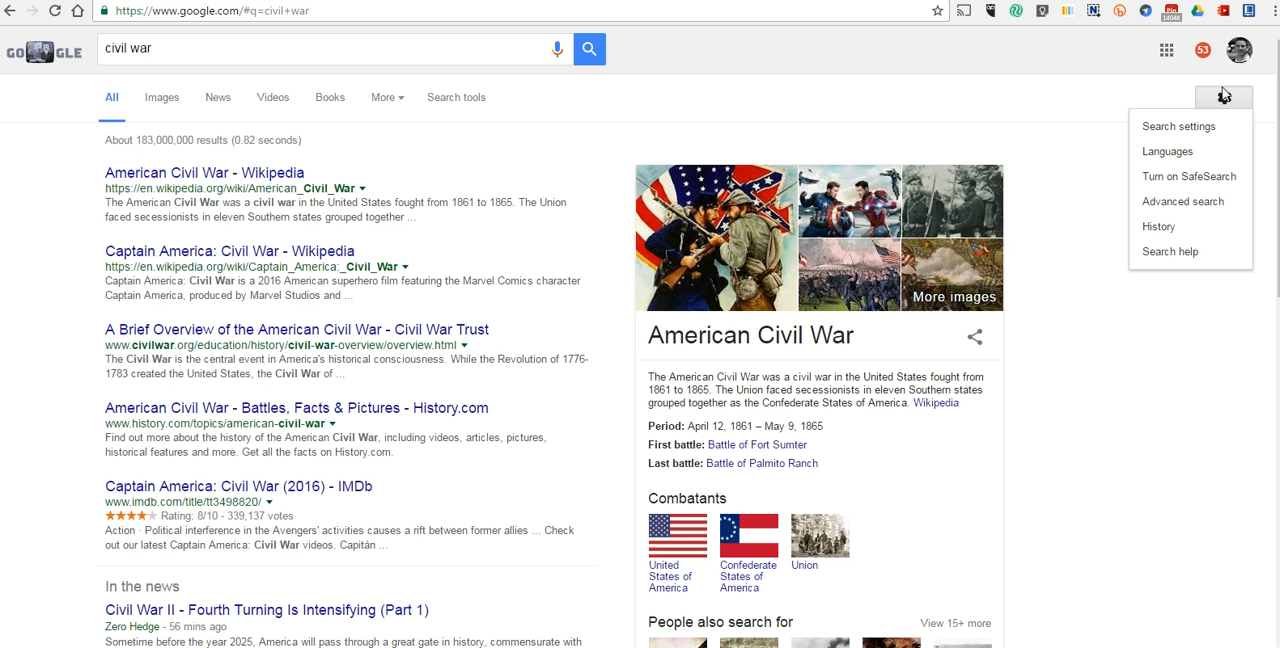 https://www.google.com/#q=civil+war
GO GLE
civil war
53
All Images News Videos Books More Search tools
Search settings
Languages
Turn on SafeSearch
Advanced search
History
Search help
About 183,000,000 results (0.82 seconds)
American Civil War - Wikipedia
https://en.wikipedia.org/wiki/American_Civil_War
The American Civil War was a civil war in the United States fought from 1861 to 1865. The Union
faced secessionists in eleven Southern states grouped together ...
Captain America: Civil War - Wikipedia
https://en.wikipedia.org/wiki/Captain_America:_Civil_War
Captain America: Civil War is a 2016 American superhero film featuring the Marvel Comics character
Captain America, produced by Marvel Studios and ...
A Brief Overview of the American Civil War - Civil War Trust
www.civilwar.org/education/history/civil-war-overview/overview.html
The Civil War is the central event in America's historical consciousness. While the Revolution of 1776-
1783 created the United States, the Civil War of ...
American Civil War - Battles, Facts & Pictures - History.com
www.history.com/topics/american-civil-war
Find out more about the history of the American Civil War, including videos, articles, pictures,
historical features and more. Get all the facts on History.com.
Captain America: Civil War (2016) - IMDb
www.imdb.com/title/tt3498820/
Rating: 8/10 - 339,137 votes
Action · Political interference in the Avengers' activities causes a rift between former allies ... Check
out our latest Captain America: Civil War videos. Capitán ...
In the news
Civil War II - Fourth Turning Is Intensifying (Part 1)
Zero Hedge - 56 mins ago
Sometime before the year 2025, America will pass through a great gate in history, commensurate with
More images
American Civil War
The American Civil War was a civil war in the United States fought from
1861 to 1865. The Union faced secessionists in eleven Southern states
grouped together as the Confederate States of America. Wikipedia
Period: April 12, 1861 – May 9, 1865
First battle: Battle of Fort Sumter
Last battle: Battle of Palmito Ranch
Combatants
United States of America
Confederate States of America
Union
People also search for View 15+ more